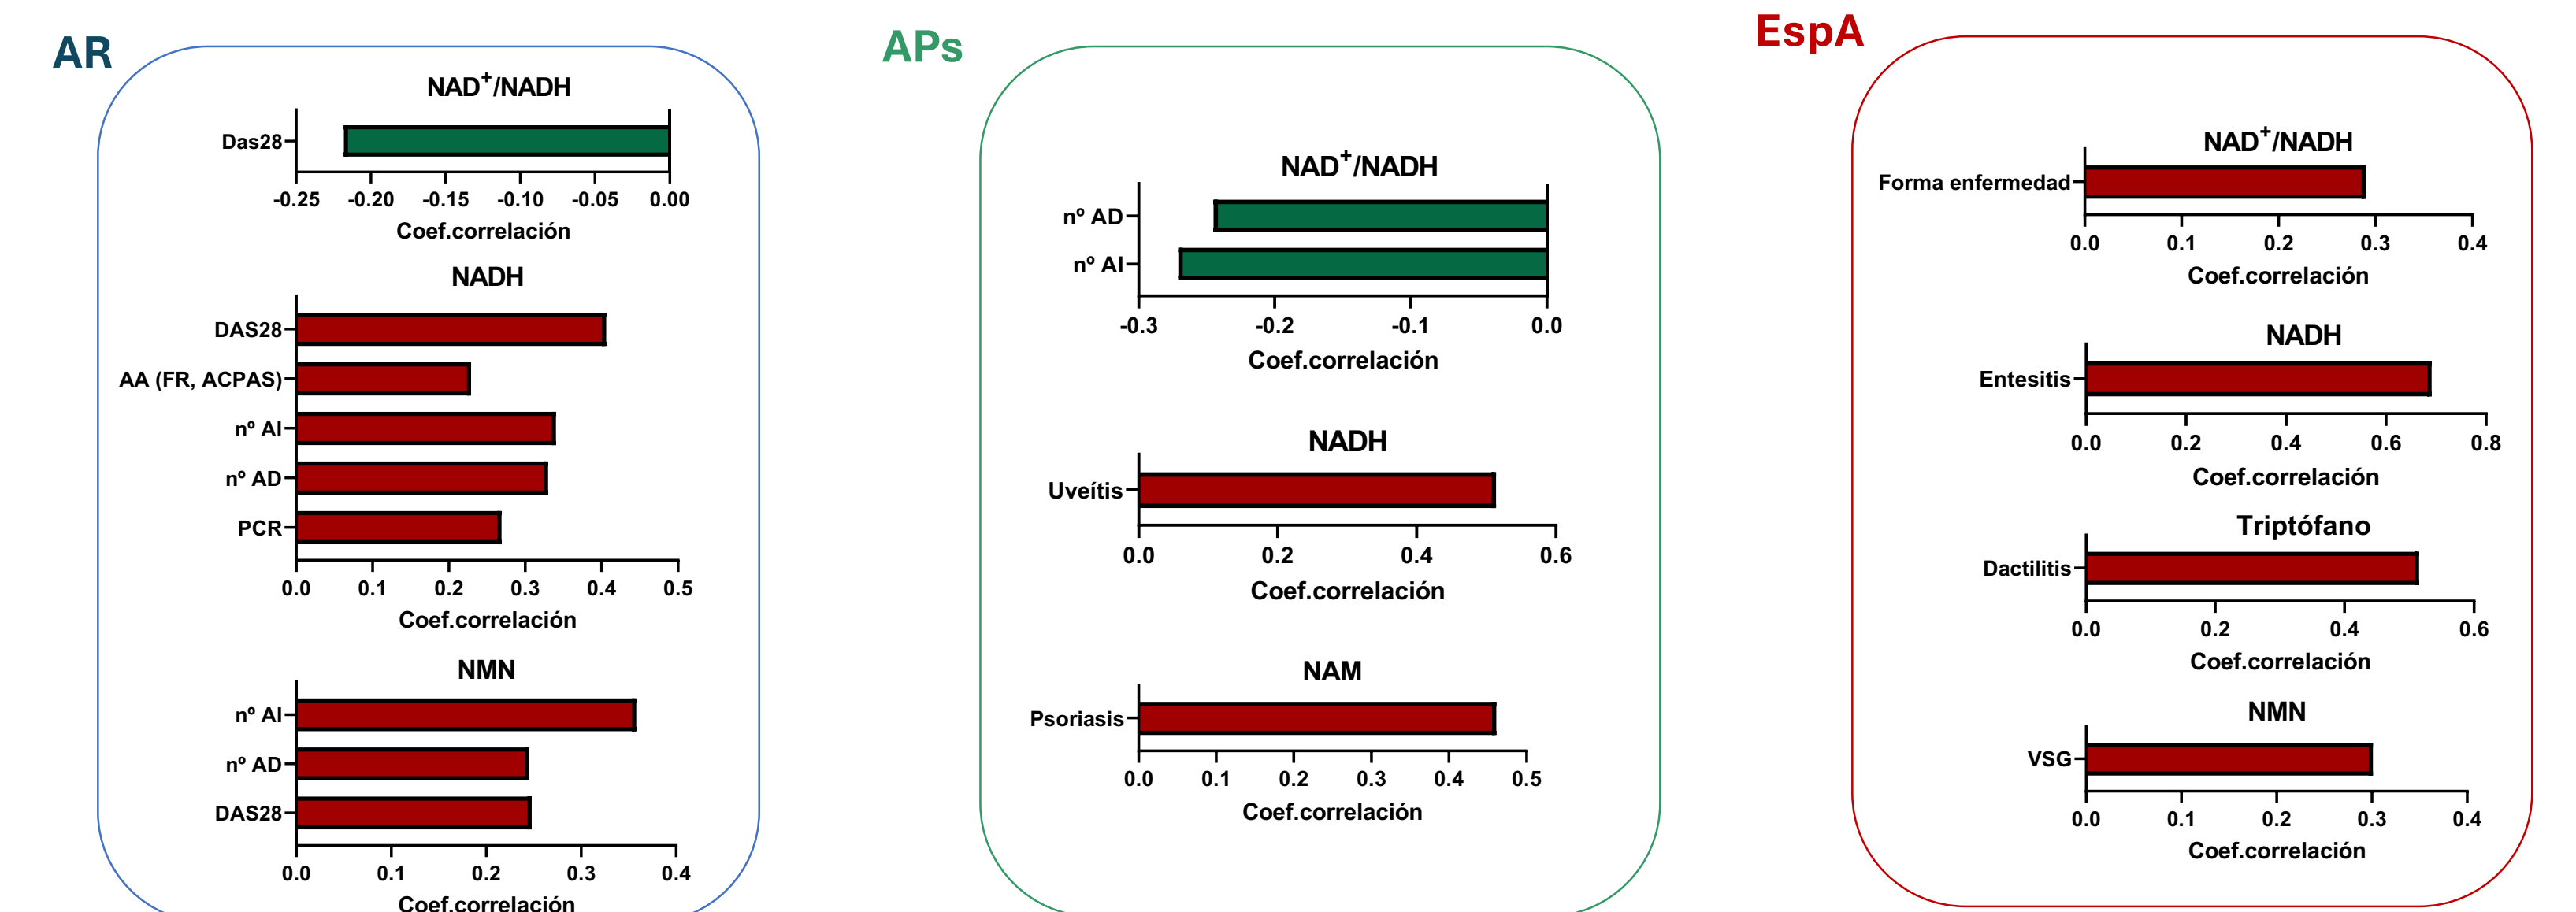 AR
NAD+/NADH
Das28
-0.25 -0.20 -0.15 -0.10 -0.05 0.00
Coef.correlación
NADH
DAS28
AA (FR, ACPAS)
nº AI
nº AD
PCR
0.0 0.1 0.2 0.3 0.4 0.5
Coef.correlación
NMN
nº AI
nº AD
DAS28
0.0 0.1 0.2 0.3 0.4
Coef.correlación
APs
NAD+/NADH
nº AD
nº AI
-0.3 -0.2 -0.1 0.0
Coef.correlación
NADH
Uveítis
0.0 0.2 0.4 0.6
Coef.correlación
NAM
Psoriasis
0.0 0.1 0.2 0.3 0.4 0.5
Coef.correlación
EspA
NAD+/NADH
Forma enfermedad
0.0 0.1 0.2 0.3 0.4
Coef.correlación
NADH
Entesitis
0.0 0.2 0.4 0.6 0.8
Coef.correlación
Triptófano
Dactilitis
0.0 0.2 0.4 0.6
Coef.correlación
NMN
VSG
0.0 0.1 0.2 0.3 0.4
Coef.correlación